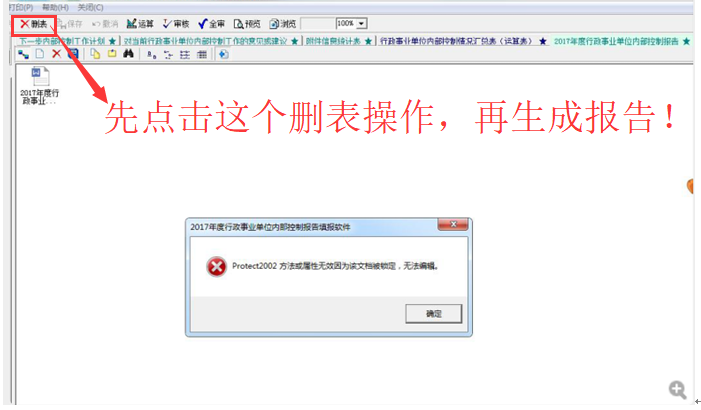 打印(P) 帮助(H) 关闭(C)
删表 保存 取消 运算 审核 全审 预览 浏览 100%
下一步内部控制工作计划 ★ 对当前行政事业单位内部控制工作的意见或建议 ★ 附件信息统计表 ★ 行政事业单位内部控制情况汇总表（运算表） ★ 2017年度行政事业单位内部控制报告 ★
2017年度行
政事业...
先点击这个删表操作，再生成报告！
2017年度行政事业单位内部控制报告填报软件
Protect2002 方法或属性无效因为该文档被锁定，无法编辑。
确定